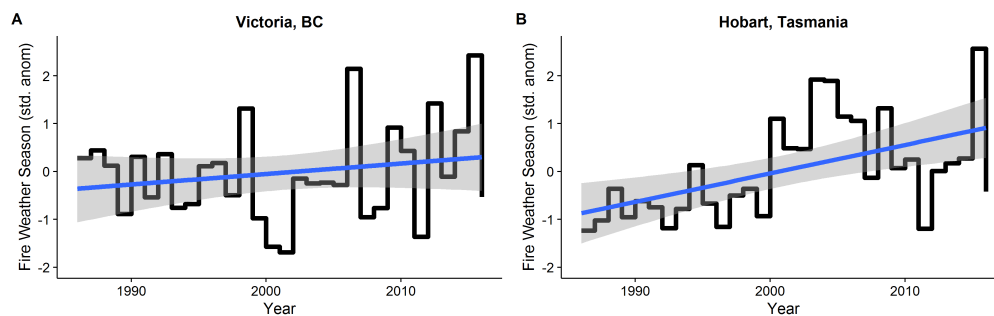 A
Victoria, BC
Fire Weather Season (std. anom)
2
1
0
-1
-2
1990
2000
2010
Year
B
Hobart, Tasmania
Fire Weather Season (std. anom)
2
1
0
-1
-2
1990
2000
2010
Year